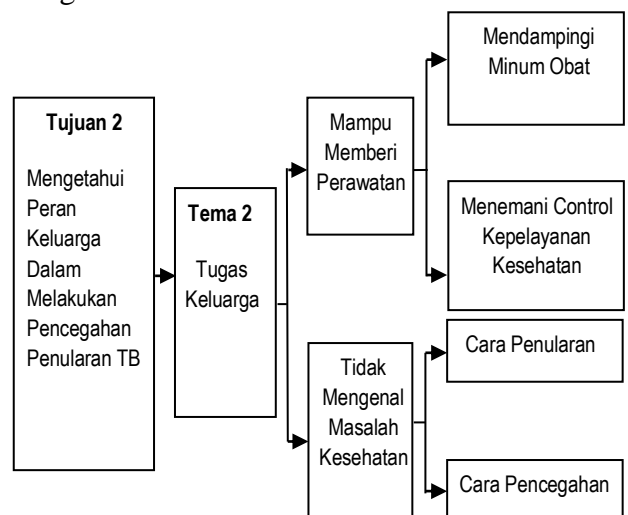 Tujuan 2
Mengetahui
Peran
Keluarga
Dalam
Melakukan
Pencegahan
Penularan TB
Tema 2
Tugas
Keluarga
Mampu
Memberi
Perawatan
Mendampingi
Minum Obat
Menemani Control
Kepelayanan
Kesehatan
Tidak
Mengenal
Masalah
Kesehatan
Cara Penularan
Cara Pencegahan